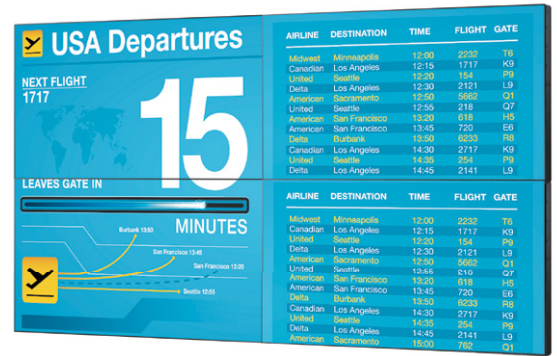 USA Departures
NEXT FLIGHT
1717
15
LEAVES GATE IN
MINUTES
Burbank 13:50
San Francisco 13:45
San Francisco 13:20
Seattle 12:55
AIRLINE DESTINATION TIME FLIGHT GATE
Midwest Minneapolis 12:00 2232 T6
Canadian Los Angeles 12:15 1717 K9
United Seattle 12:20 154 P9
Delta Los Angeles 12:30 2121 L9
American Sacramento 12:50 5662 Q1
United Seattle 12:55 218 Q7
American San Francisco 13:20 618 H5
American San Francisco 13:45 720 E6
Delta Burbank 13:50 6233 R8
Canadian Los Angeles 14:30 2717 K9
United Seattle 14:35 254 P9
Delta Los Angeles 14:45 2141 L9
AIRLINE DESTINATION TIME FLIGHT GATE
Midwest Minneapolis 12:00 2232 T6
Canadian Los Angeles 12:15 1717 K9
United Seattle 12:20 154 P9
Delta Los Angeles 12:30 2121 L9
American Sacramento 12:50 5662 Q1
United Seattle 12:55 Q7
American San Francisco 13:20 618 H5
American San Francisco 13:45 720 E6
Delta Burbank 13:50 6233 R8
Canadian Los Angeles 14:30 2717 K9
United Seattle 14:35 254 P9
Delta Los Angeles 14:45 2141 L9
American Sacramento 15:00 762 Q1